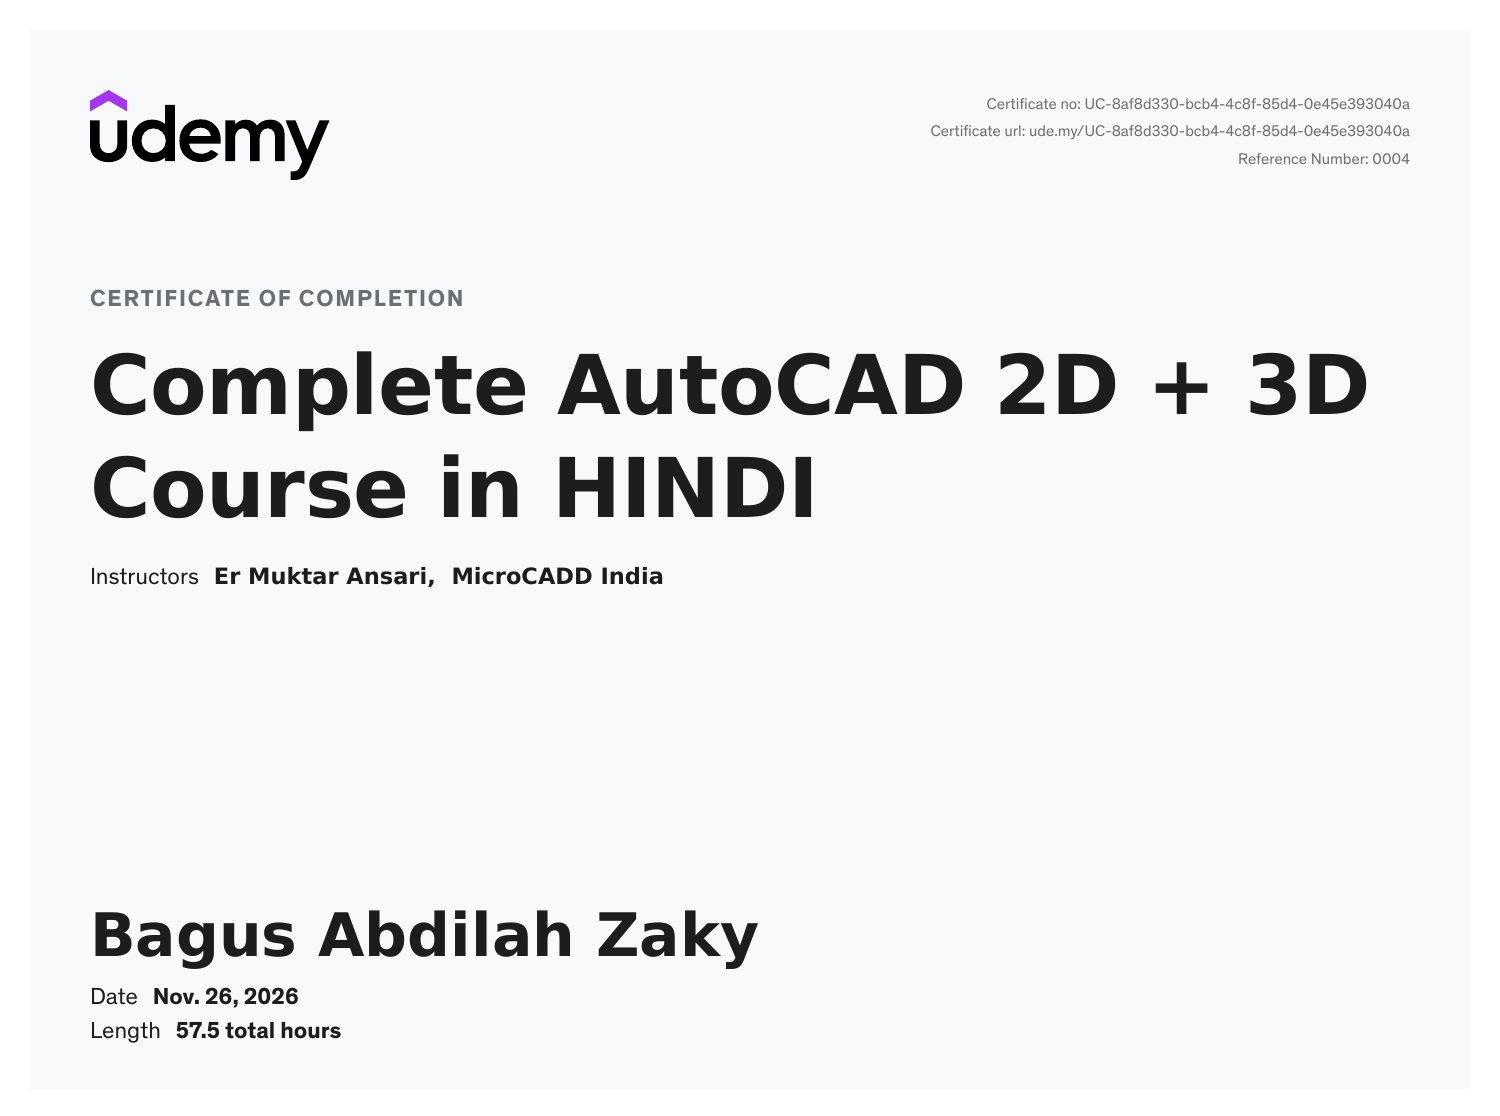 udemy
Certificate no: UC-8af8d330-bcb4-4c8f-85d4-0e45e393040a
Certificate url: ude.my/UC-8af8d330-bcb4-4c8f-85d4-0e45e393040a
Reference Number: 0004
CERTIFICATE OF COMPLETION
Complete AutoCAD 2D + 3D
Course in HINDI
Instructors Er Muktar Ansari, MicroCADD India
Bagus Abdilah Zaky
Date Nov. 26, 2026
Length 57.5 total hours